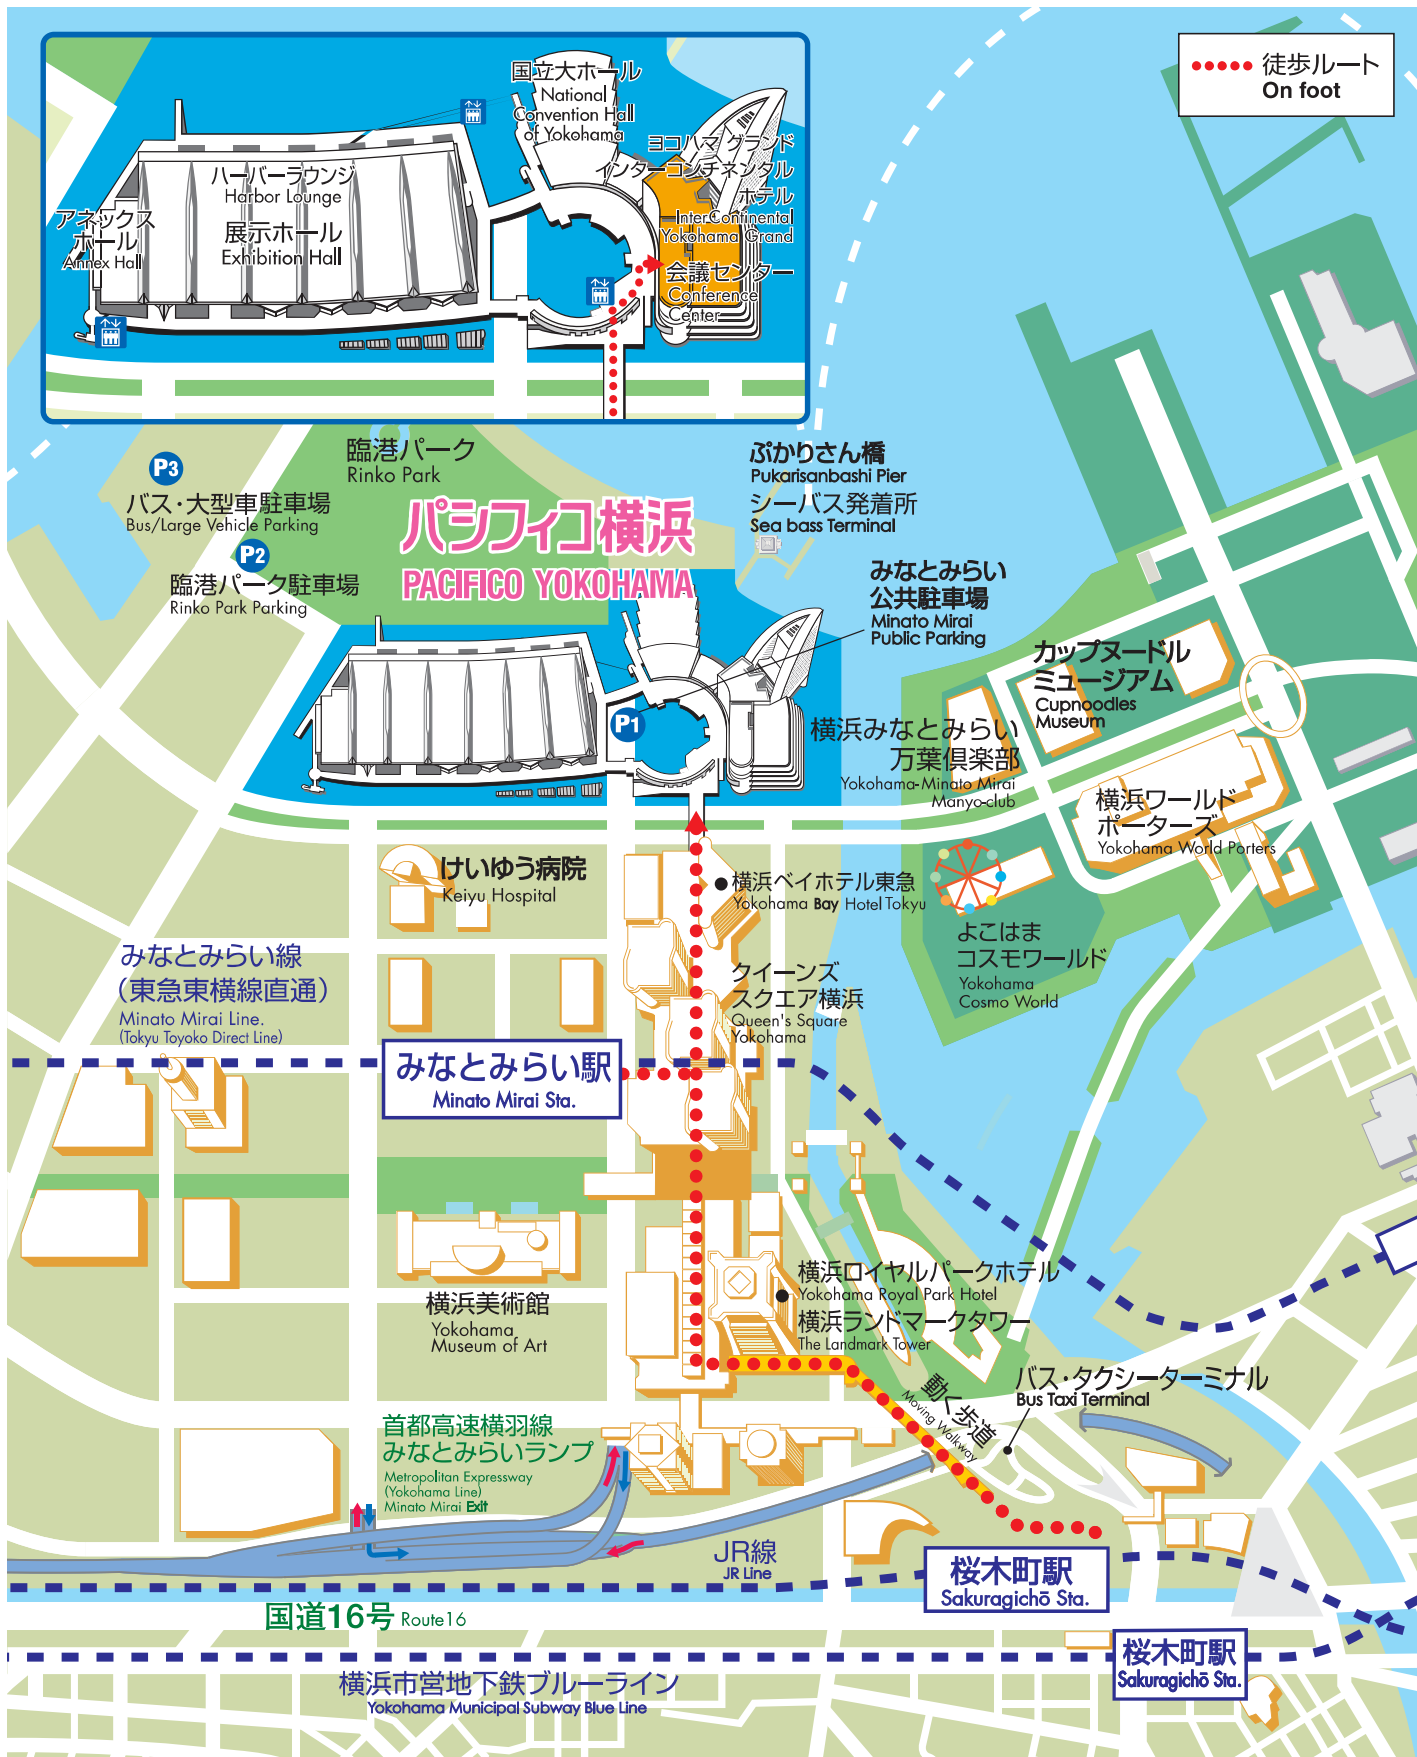 徒歩ルート
On foot
国立大ホール
National
Convention Hall
of Yokohama
ヨコハマ グランド
インターコンチネンタル
ホテル
InterContinental
Yokohama Grand
ハーバーラウンジ
Harbor Lounge
アネックス
ホール
Annex Hall
展示ホール
Exhibition Hall
会議センター
Conference
Center
臨港パーク
Rinko Park
P3
バス・大型車駐車場
Bus/Large Vehicle Parking
P2
臨港パーク駐車場
Rinko Park Parking
パシフィコ横浜
PACIFICO YOKOHAMA
ぷかりさん橋
Pukarisanbashi Pier
シーバス発着所
Sea bass Terminal
みなとみらい
公共駐車場
Minato Mirai
Public Parking
P1
カップヌードル
ミュージアム
Cupnoodles
Museum
横浜みなとみらい
万葉倶楽部
Yokohama-Minato Mirai
Manyo-club
横浜ワールド
ポーターズ
Yokohama World Porters
けいゆう病院
Keiyu Hospital
横浜ベイホテル東急
Yokohama Bay Hotel Tokyu
よこはま
コスモワールド
Yokohama
Cosmo World
みなとみらい線
(東急東横線直通)
Minato Mirai Line.
(Tokyu Toyoko Direct Line)
クイーンズ
スクエア横浜
Queen's Square
Yokohama
みなとみらい駅
Minato Mirai Sta.
横浜美術館
Yokohama
Museum of Art
横浜ロイヤルパークホテル
Yokohama Royal Park Hotel
横浜ランドマークタワー
The Landmark Tower
動く歩道
Moving Walkway
バス・タクシーターミナル
Bus Taxi Terminal
首都高速横羽線
みなとみらいランプ
Metropolitan Expressway
(Yokohama Line)
Minato Mirai Exit
JR線
JR Line
桜木町駅
Sakuragichō Sta.
国道16号 Route16
桜木町駅
Sakuragichō Sta.
横浜市営地下鉄ブルーライン
Yokohama Municipal Subway Blue Line